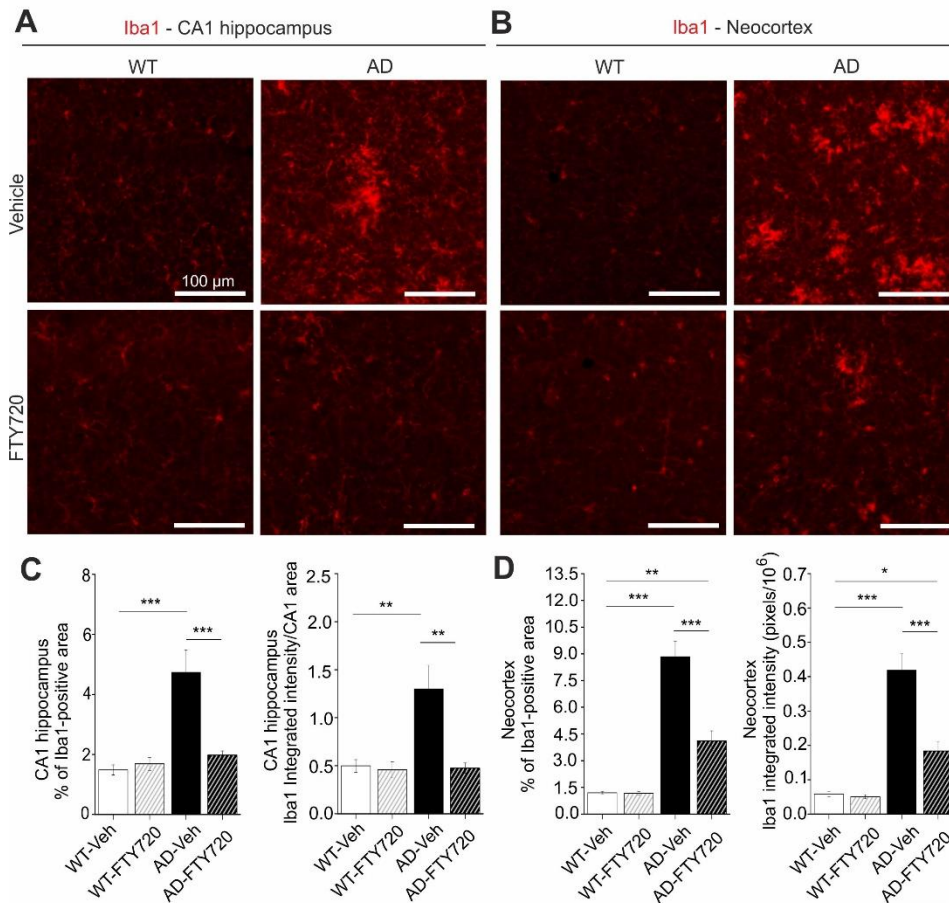 A
Iba1 - CA1 hippocampus
WT
AD
B
Iba1 - Neocortex
WT
AD
Vehicle
100 µm
FTY720
C
CA1 hippocampus
% of Iba1-positive area
8
6
4
2
0
***
***
WT-Veh
WT-FTY720
AD-Veh
AD-FTY720
CA1 hippocampus
Iba1 Integrated intensity/CA1 area
2.5
2.0
1.5
1.0
0.5
0.0
**
**
WT-Veh
WT-FTY720
AD-Veh
AD-FTY720
D
Neocortex
% of Iba1-positive area
13.5
12.0
10.5
9.0
7.5
6.0
4.5
3.0
1.5
0.0
**
***
***
WT-Veh
WT-FTY720
AD-Veh
AD-FTY720
Neocortex
Iba1 integrated intensity (pixels/10⁶)
0.7
0.6
0.5
0.4
0.3
0.2
0.1
0.0
*
***
***
WT-Veh
WT-FTY720
AD-Veh
AD-FTY720